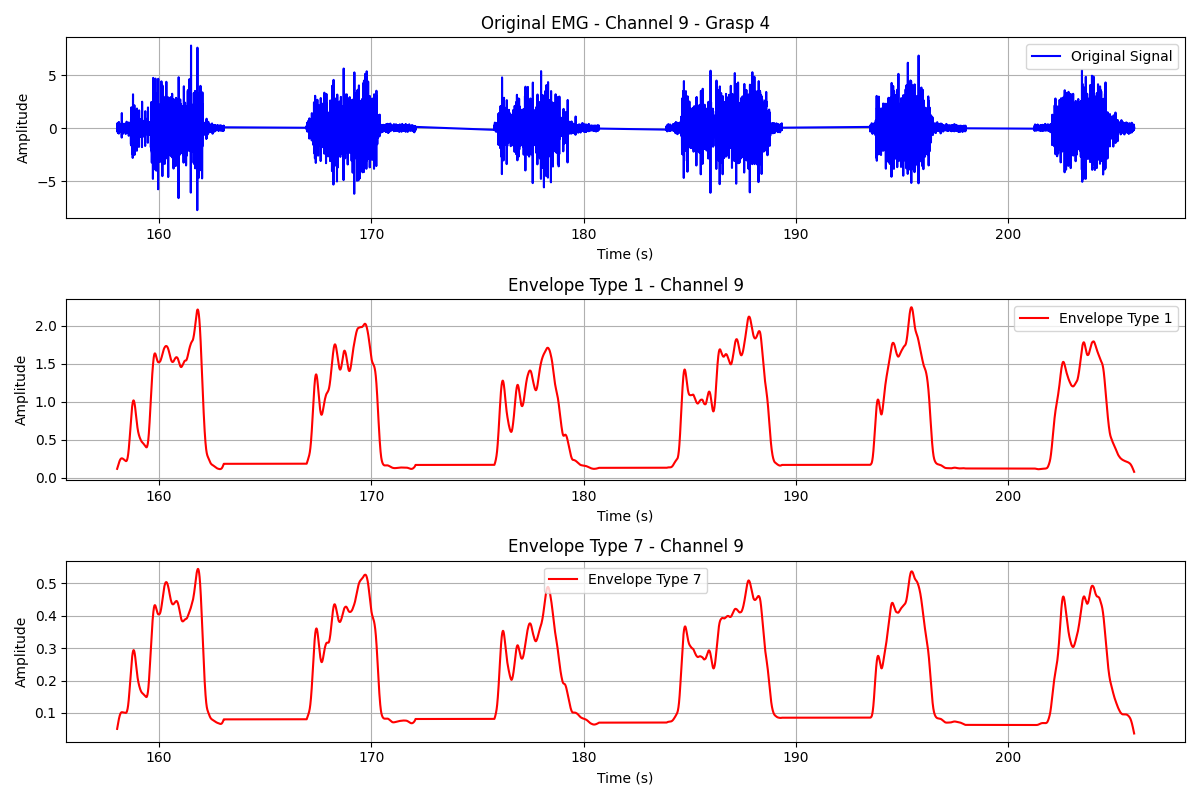 Original EMG - Channel 9 - Grasp 4
Original Signal
5
0
−5
Amplitude
160 170 180 190 200
Time (s)
Envelope Type 1 - Channel 9
Envelope Type 1
2.0
1.5
1.0
0.5
0.0
Amplitude
160 170 180 190 200
Time (s)
Envelope Type 7 - Channel 9
Envelope Type 7
0.5
0.4
0.3
0.2
0.1
Amplitude
160 170 180 190 200
Time (s)